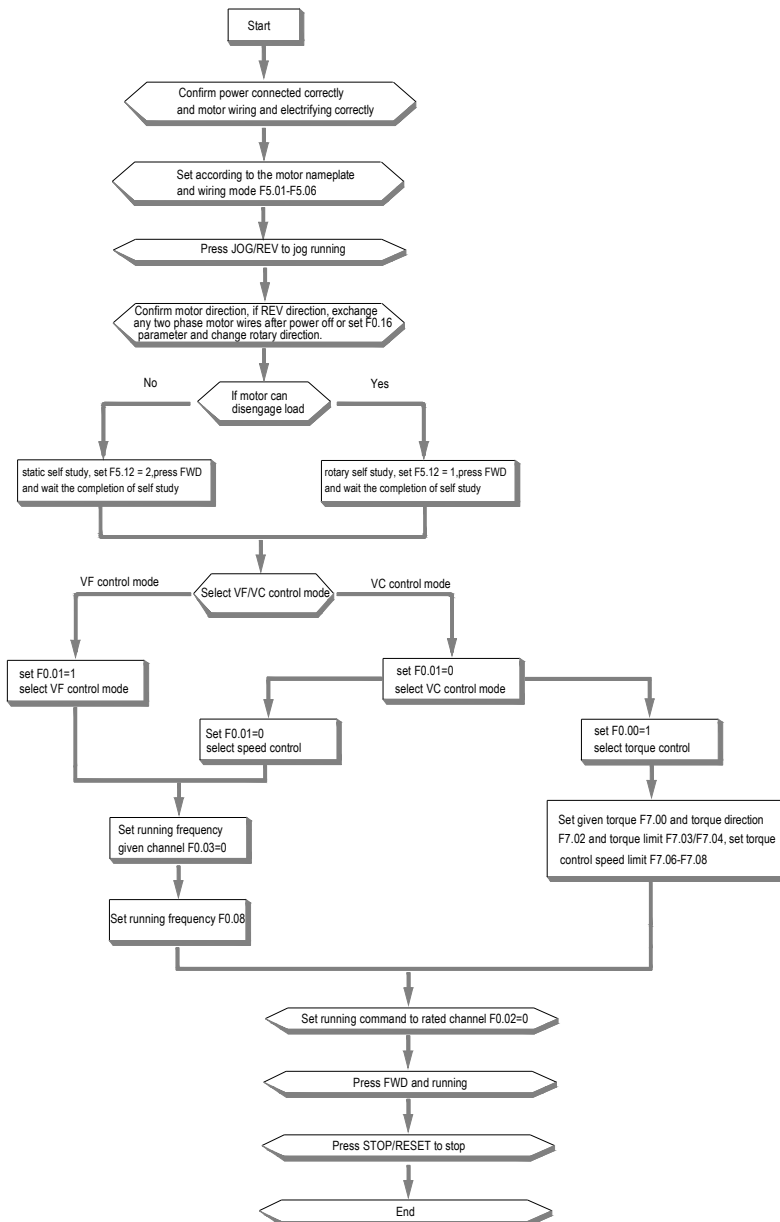 Start
Confirm power connected correctly
and motor wiring and electrifying correctly
Set according to the motor nameplate
and wiring mode F5.01-F5.06
Press JOG/REV to jog running
Confirm motor direction, if REV direction, exchange
any two phase motor wires after power off or set F0.16
parameter and change rotary direction.
No
If motor can
disengage load
Yes
static self study, set F5.12 = 2,press FWD
and wait the completion of self study
rotary self study, set F5.12 = 1,press FWD
and wait the completion of self study
VF control mode
Select VF/VC control mode
VC control mode
set F0.01=1
select VF control mode
set F0.01=0
select VC control mode
Set F0.01=0
select speed control
set F0.00=1
select torque control
Set running frequency
given channel F0.03=0
Set given torque F7.00 and torque direction
F7.02 and torque limit F7.03/F7.04, set torque
control speed limit F7.06-F7.08
Set running frequency F0.08
Set running command to rated channel F0.02=0
Press FWD and running
Press STOP/RESET to stop
End